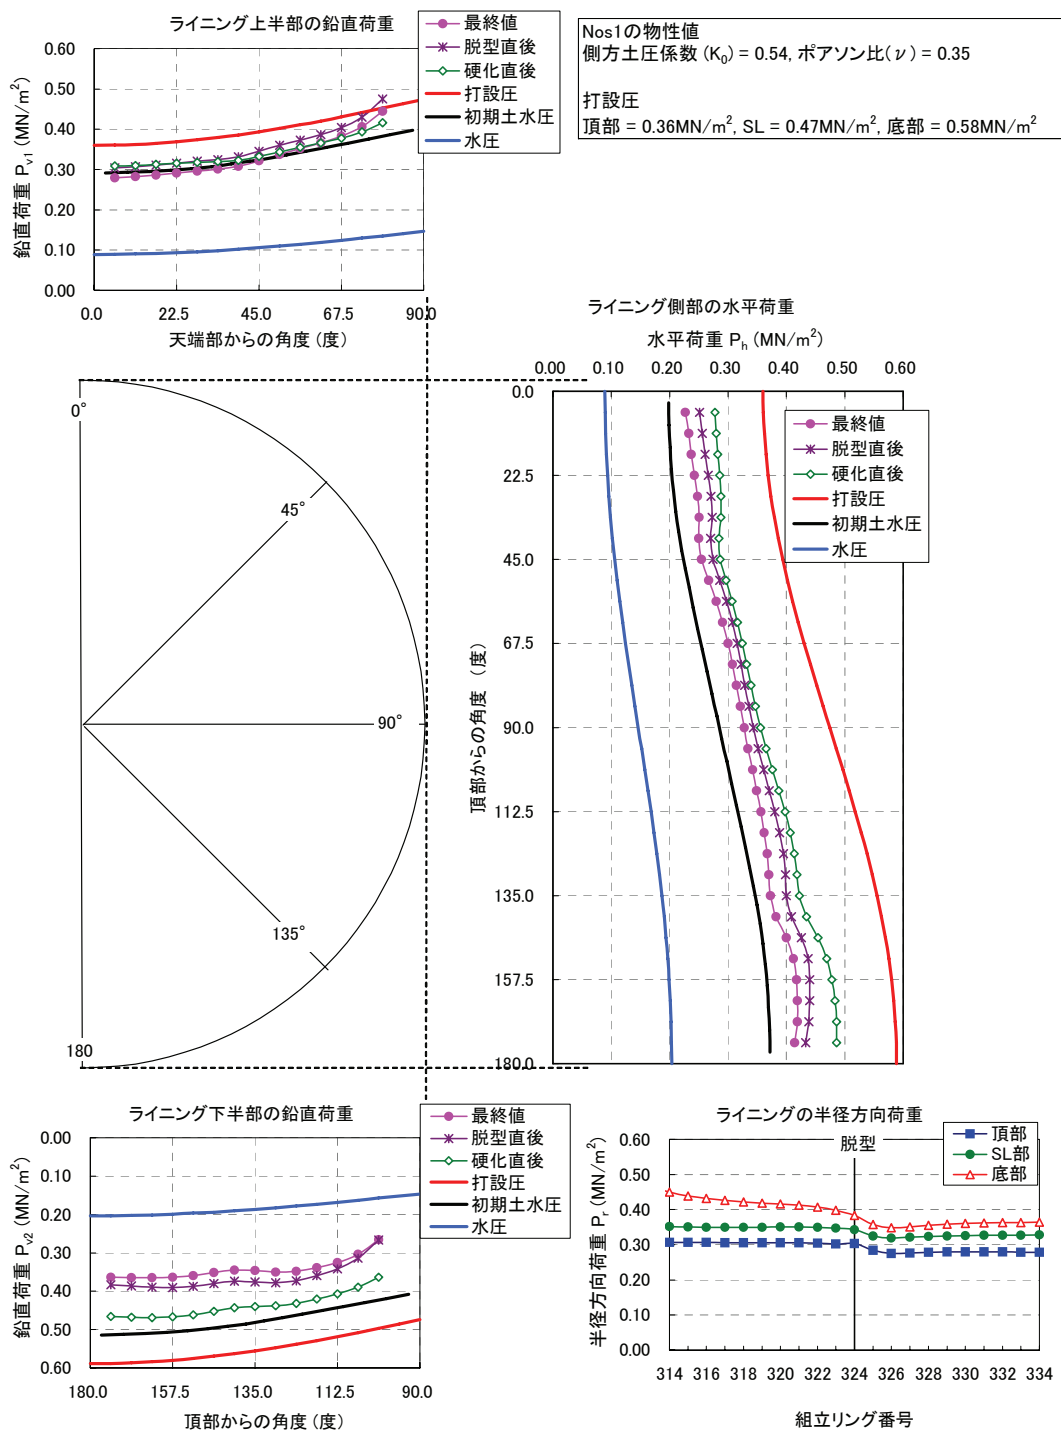 ライニング上半部の鉛直荷重
鉛直荷重 Pv1 (MN/m²)
0.60
0.50
0.40
0.30
0.20
0.10
0.00
0.0 22.5 45.0 67.5 90.0
天端部からの角度 (度)
最終値
脱型直後
硬化直後
打設圧
初期土水圧
水圧
Nos1の物性値
側方土圧係数 (K₀) = 0.54, ポアソン比(ν) = 0.35
打設圧
頂部 = 0.36MN/m², SL = 0.47MN/m², 底部 = 0.58MN/m²
0°
45°
90°
135°
180
ライニング側部の水平荷重
水平荷重 Ph (MN/m²)
0.00 0.10 0.20 0.30 0.40 0.50 0.60
頂部からの角度 (度)
0.0
22.5
45.0
67.5
90.0
112.5
135.0
157.5
180.0
最終値
脱型直後
硬化直後
打設圧
初期土水圧
水圧
ライニング下半部の鉛直荷重
鉛直荷重 Pv2 (MN/m²)
0.00
0.10
0.20
0.30
0.40
0.50
0.60
180.0 157.5 135.0 112.5 90.0
頂部からの角度 (度)
最終値
脱型直後
硬化直後
打設圧
初期土水圧
水圧
ライニングの半径方向荷重
半径方向荷重 Pr (MN/m²)
0.60
0.50
0.40
0.30
0.20
0.10
0.00
脱型
頂部
SL部
底部
314 316 318 320 322 324 326 328 330 332 334
組立リング番号